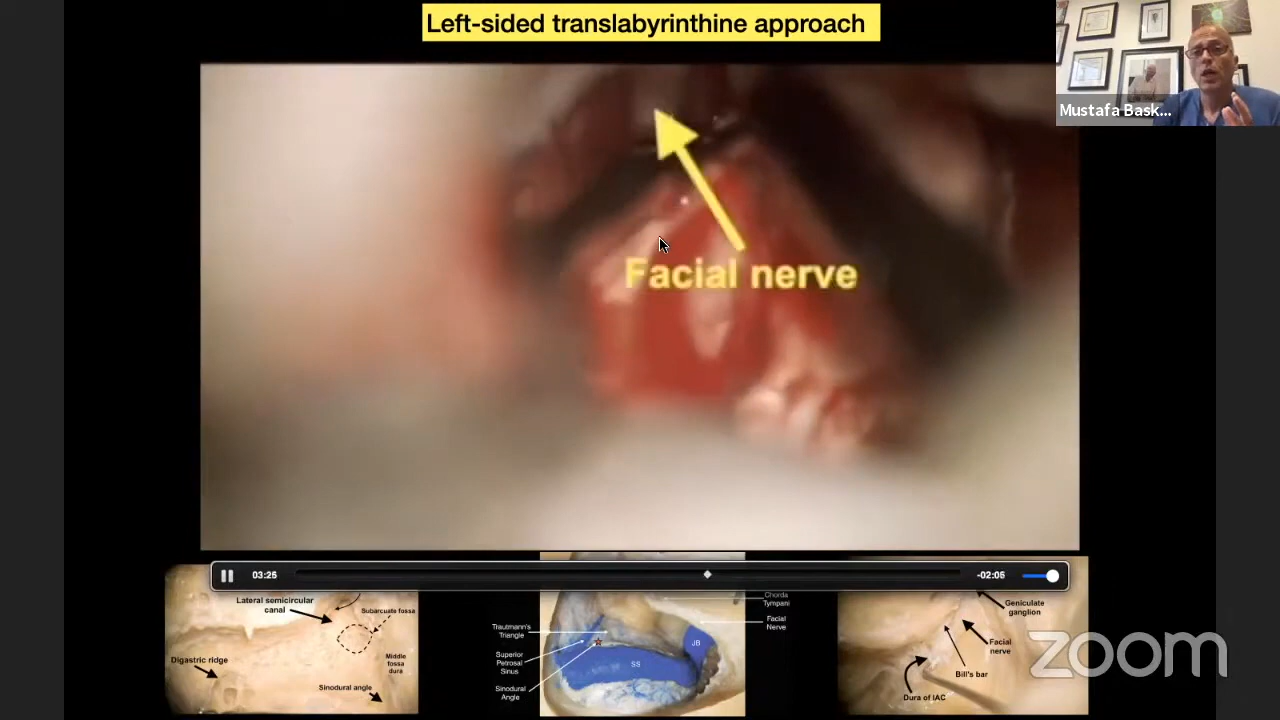 Left-sided translabyrinthine approach
Mustafa Bask...
Facial nerve
03:25
-02:06
Lateral semicircular
canal
Subarcuate fossa
Digastric ridge
Middle
fossa
dura
Sinodural angle
Trautmann's
Triangle
Superior
Petrosal
Sinus
Sinodural
Angle
SS
JB
Chorda
Tympani
Facial
Nerve
Geniculate
ganglion
Facial
nerve
Bill's bar
Dura of IAC
zoom